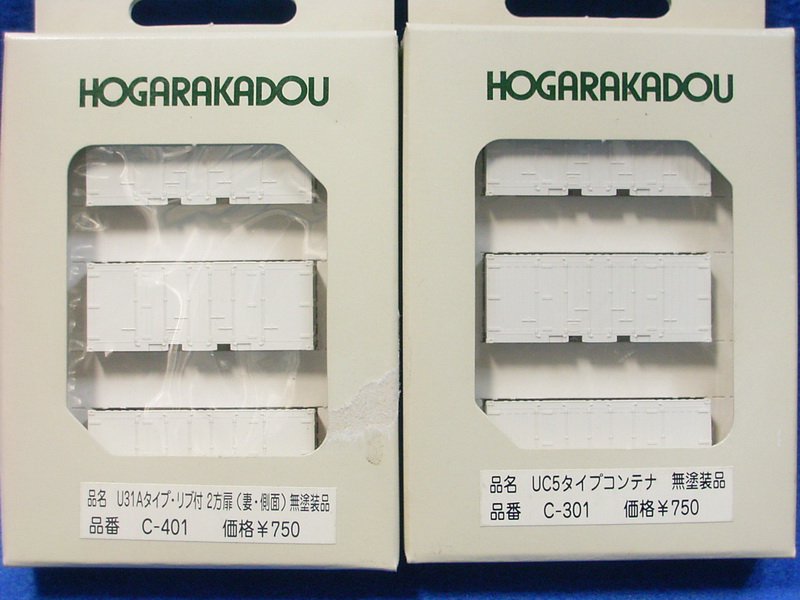 HOGARAKADOU
品名 U31Aタイプ・リブ付 2方扉(妻・側面)無塗装品
品番 C-401 価格¥750
HOGARAKADOU
品名 UC5タイプコンテナ 無塗装品
品番 C-301 価格¥750